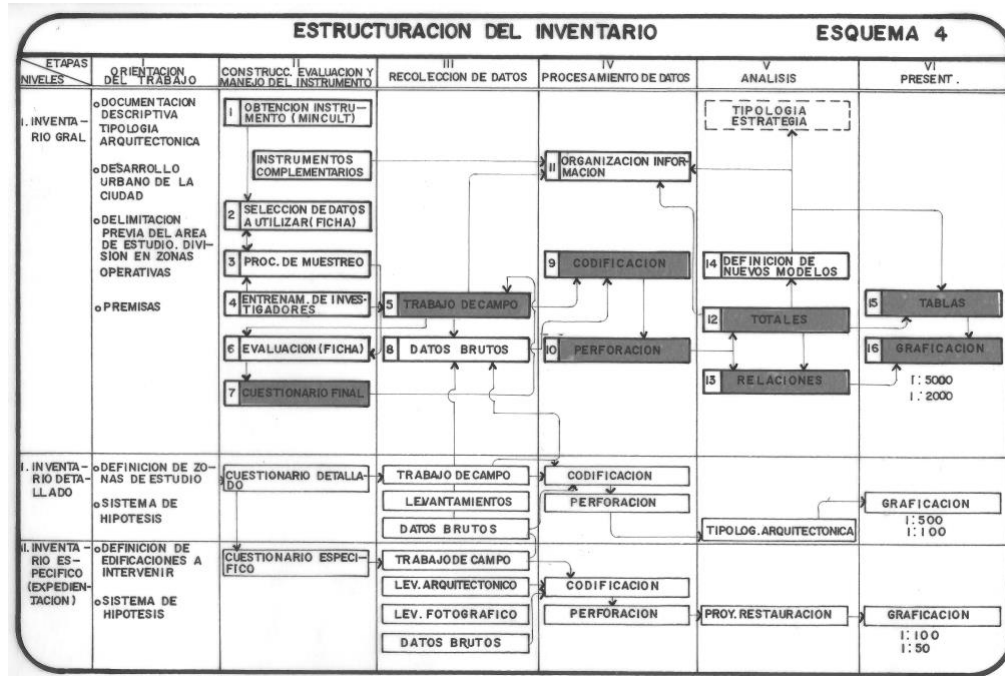 ESTRUCTURACION DEL INVENTARIO
ESQUEMA 4
ETAPAS
NIVELES
I
ORIENTACION
DEL TRABAJO
II
CONSTRUCC. EVALUACION Y
MANEJO DEL INSTRUMENTO
III
RECOLECCION DE DATOS
IV
PROCESAMIENTO DE DATOS
V
ANALISIS
VI
PRESENT.
I. INVENTA-
RIO GRAL
o DOCUMENTACION
DESCRIPTIVA
TIPOLOGIA
ARQUITECTONICA
o DESARROLLO
URBANO DE LA
CIUDAD
o DELIMITACION
PREVIA DEL AREA
DE ESTUDIO. DIVI-
SION EN ZONAS
OPERATIVAS
o PREMISAS
1 OBTENCION INSTRU-
MENTO (MINCULT)
INSTRUMENTOS
COMPLEMENTARIOS
2 SELECCION DE DATOS
A UTILIZAR (FICHA)
3 PROC. DE MUESTREO
4 ENTRENAM. DE INVES-
TIGADORES
6 EVALUACION (FICHA)
7 CUESTIONARIO FINAL
5 TRABAJO DE CAMPO
8 DATOS BRUTOS
11 ORGANIZACION INFOR-
MACION
9 CODIFICACION
10 PERFORACION
TIPOLOGIA
ESTRATEGIA
14 DEFINICION DE
NUEVOS MODELOS
12 TOTALES
13 RELACIONES
15 TABLAS
16 GRAFICACION
1:5000
1:2000
I. INVENTA-
RIO DETA-
LLADO
o DEFINICION DE ZO-
NAS DE ESTUDIO
o SISTEMA DE
HIPOTESIS
CUESTIONARIO DETALLA-
DO
TRABAJO DE CAMPO
LEVANTAMIENTOS
DATOS BRUTOS
CODIFICACION
PERFORACION
TIPOLOG. ARQUITECTONICA
GRAFICACION
1:500
1:100
II. INVENTA-
RIO ES-
PECIFICO
(EXPEDIEN-
TACION)
o DEFINICION DE
EDIFICACIONES A
INTERVENIR
o SISTEMA DE
HIPOTESIS
CUESTIONARIO ESPECI-
FICO
TRABAJO DE CAMPO
LEV. ARQUITECTONICO
LEV. FOTOGRAFICO
DATOS BRUTOS
CODIFICACION
PERFORACION
PROY. RESTAURACION
GRAFICACION
1:100
1:50